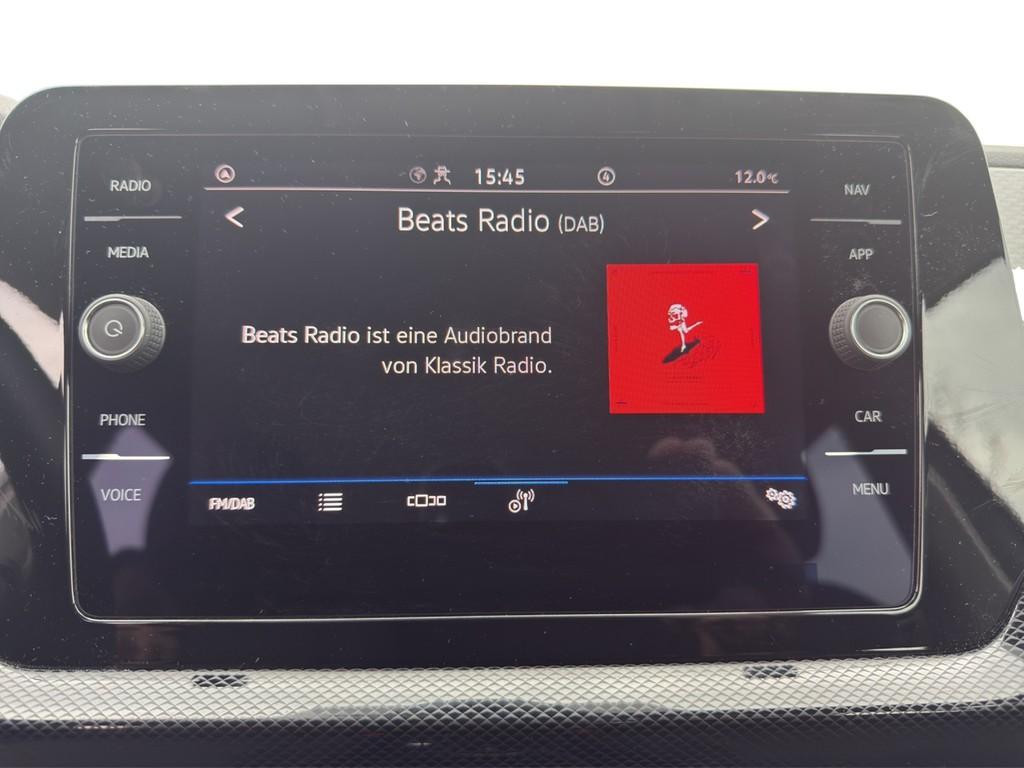 RADIO
15:45
4
12.0°C
NAV
Beats Radio (DAB)
MEDIA
APP
Beats Radio ist eine Audiobrand
von Klassik Radio.
PHONE
CAR
VOICE
FM/DAB
MENU